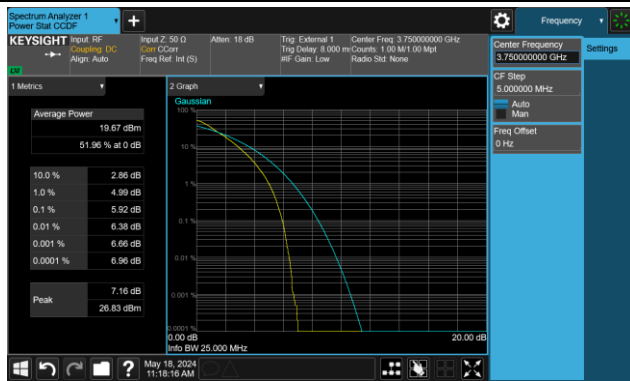 Spectrum Analyzer 1
Power Stat CCDF
Frequency
KEYSIGHT
Input: RF
Coupling: DC
Align: Auto
Input Z: 50 Ω
Corr CCorr
Freq Ref: Int (S)
Atten: 18 dB
Trig: External 1
Trig Delay: 8.000 m
#IF Gain: Low
Center Freq: 3.750000000 GHz
Counts: 1.00 M/1.00 Mpt
Radio Std: None
Center Frequency
3.750000000 GHz
Settings
CF Step
5.000000 MHz
Auto
Man
Freq Offset
0 Hz
1 Metrics
Average Power
19.67 dBm
51.96 % at 0 dB
10.0 % 2.86 dB
1.0 % 4.99 dB
0.1 % 5.92 dB
0.01 % 6.38 dB
0.001 % 6.66 dB
0.0001 % 6.96 dB
Peak
7.16 dB
26.83 dBm
2 Graph
Gaussian
100 %
10 %
1 %
0.1 %
0.01 %
0.001 %
0.0001 %
0.00 dB
20.00 dB
Info BW 25.000 MHz
?
May 18, 2024
11:18:16 AM